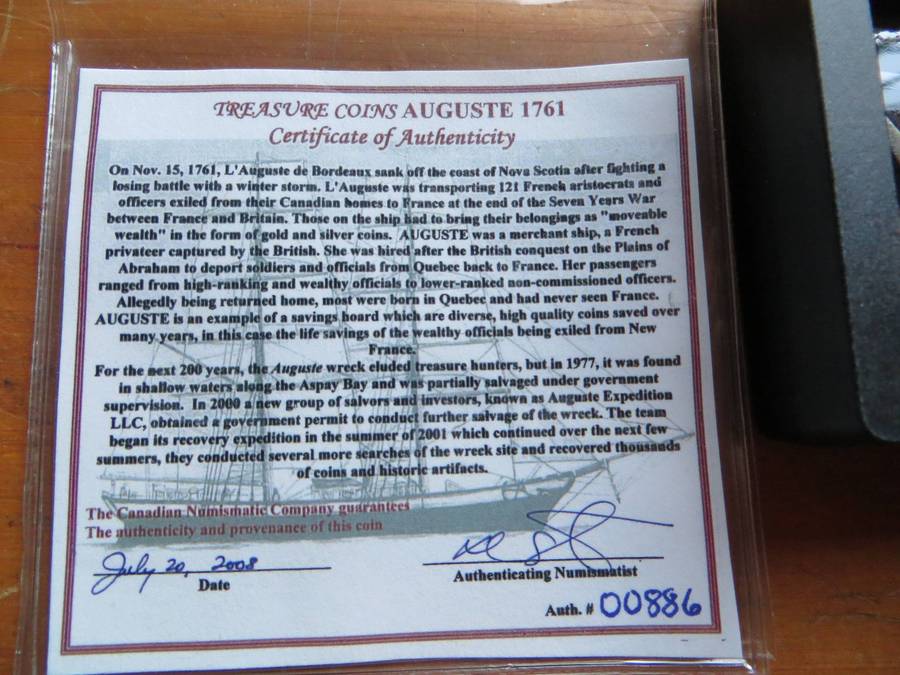 TREASURE COINS AUGUSTE 1761
Certificate of Authenticity
On Nov. 15, 1761, L'Auguste de Bordeaux sank off the coast of Nova Scotia after fighting a
losing battle with a winter storm. L'Auguste was transporting 121 French aristocrats and
officers exiled from their Canadian homes to France at the end of the Seven Years War
between France and Britain. Those on the ship had to bring their belongings as "moveable
wealth" in the form of gold and silver coins. AUGUSTE was a merchant ship, a French
privateer captured by the British. She was hired after the British conquest on the Plains of
Abraham to deport soldiers and officials from Quebec back to France. Her passengers
ranged from high-ranking and wealthy officials to lower-ranked non-commissioned officers.
Allegedly being returned home, most were born in Quebec and had never seen France.
AUGUSTE is an example of a savings hoard which are diverse, high quality coins saved over
many years, in this case the life savings of the wealthy officials being exiled from New
France.
For the next 200 years, the Auguste wreck eluded treasure hunters, but in 1977, it was found
in shallow waters along the Aspay Bay and was partially salvaged under government
supervision. In 2000 a new group of salvors and investors, known as Auguste Expedition
LLC, obtained a government permit to conduct further salvage of the wreck. The team
began its recovery expedition in the summer of 2001 which continued over the next few
summers, they conducted several more searches of the wreck site and recovered thousands
of coins and historic artifacts.
The Canadian Numismatic Company guarantees
The authenticity and provenance of this coin
July 20, 2008
Date
Authenticating Numismatist
Auth. # 00886